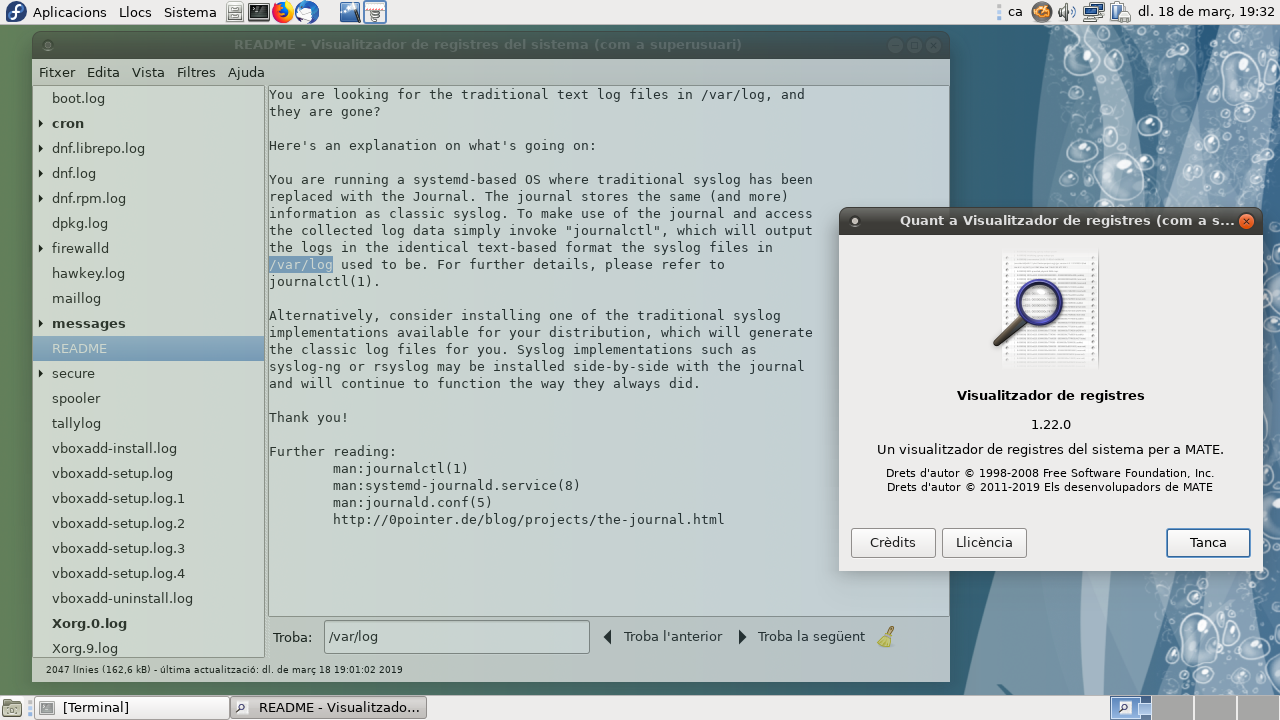 Aplicacions Llocs Sistema
ca dl. 18 de març, 19:32
README - Visualitzador de registres del sistema (com a superusuari)
Fitxer Edita Vista Filtres Ajuda
boot.log
cron
dnf.librepo.log
dnf.log
dnf.rpm.log
dpkg.log
firewalld
hawkey.log
maillog
messages
README
secure
spooler
tallylog
vboxadd-install.log
vboxadd-setup.log
vboxadd-setup.log.1
vboxadd-setup.log.2
vboxadd-setup.log.3
vboxadd-setup.log.4
vboxadd-uninstall.log
Xorg.0.log
Xorg.9.log
You are looking for the traditional text log files in /var/log, and
they are gone?
Here's an explanation on what's going on:
You are running a systemd-based OS where traditional syslog has been
replaced with the Journal. The journal stores the same (and more)
information as classic syslog. To make use of the journal and access
the collected log data simply invoke "journalctl", which will output
the logs in the identical text-based format the syslog files in
/var/log used to be. For further details, please refer to
journalctl(1).
Alternatively, consider installing one of the traditional syslog
implementations available for your distribution, which will generate
the classic log files for you. Syslog implementations such as
syslog-ng or rsyslog may be installed side-by-side with the journal
and will continue to function the way they always did.
Thank you!
Further reading:
man:journalctl(1)
man:systemd-journald.service(8)
man:journald.conf(5)
http://0pointer.de/blog/projects/the-journal.html
Troba: /var/log Troba l'anterior Troba la següent
2047 línies (162,6 kB) - última actualització: dl. de març 18 19:01:02 2019
Quant a Visualitzador de registres (com a s...
Visualitzador de registres
1.22.0
Un visualitzador de registres del sistema per a MATE.
Drets d'autor © 1998-2008 Free Software Foundation, Inc.
Drets d'autor © 2011-2019 Els desenvolupadors de MATE
Crèdits Llicència Tanca
[Terminal] README - Visualitzado...